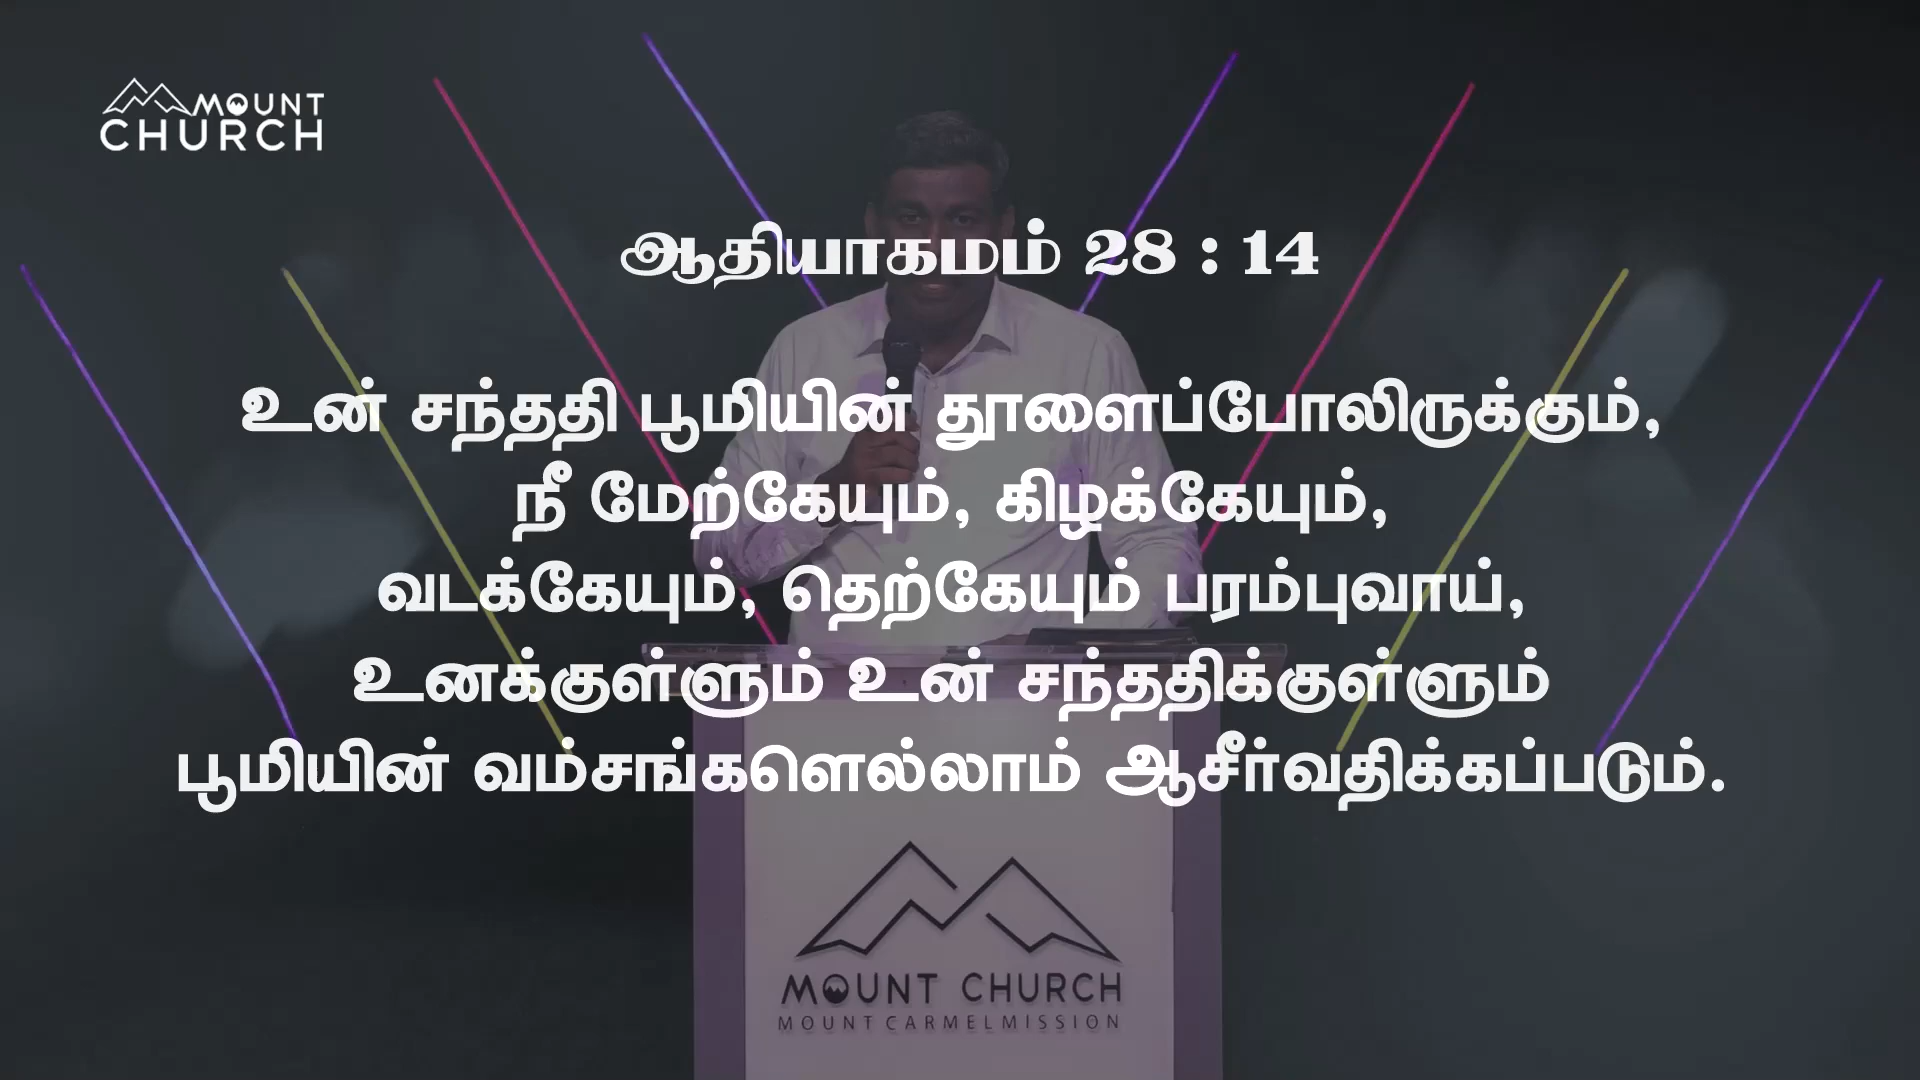 MOUNT
CHURCH
ஆதியாகமம் 28 : 14
உன் சந்ததி பூமியின் தூளைப்போலிருக்கும்,
நீ மேற்கேயும், கிழக்கேயும்,
வடக்கேயும், தெற்கேயும் பரம்புவாய்,
உனக்குள்ளும் உன் சந்ததிக்குள்ளும்
பூமியின் வம்சங்களெல்லாம் ஆசீர்வதிக்கப்படும்.
MOUNT CHURCH
MOUNT CARMEL MISSION